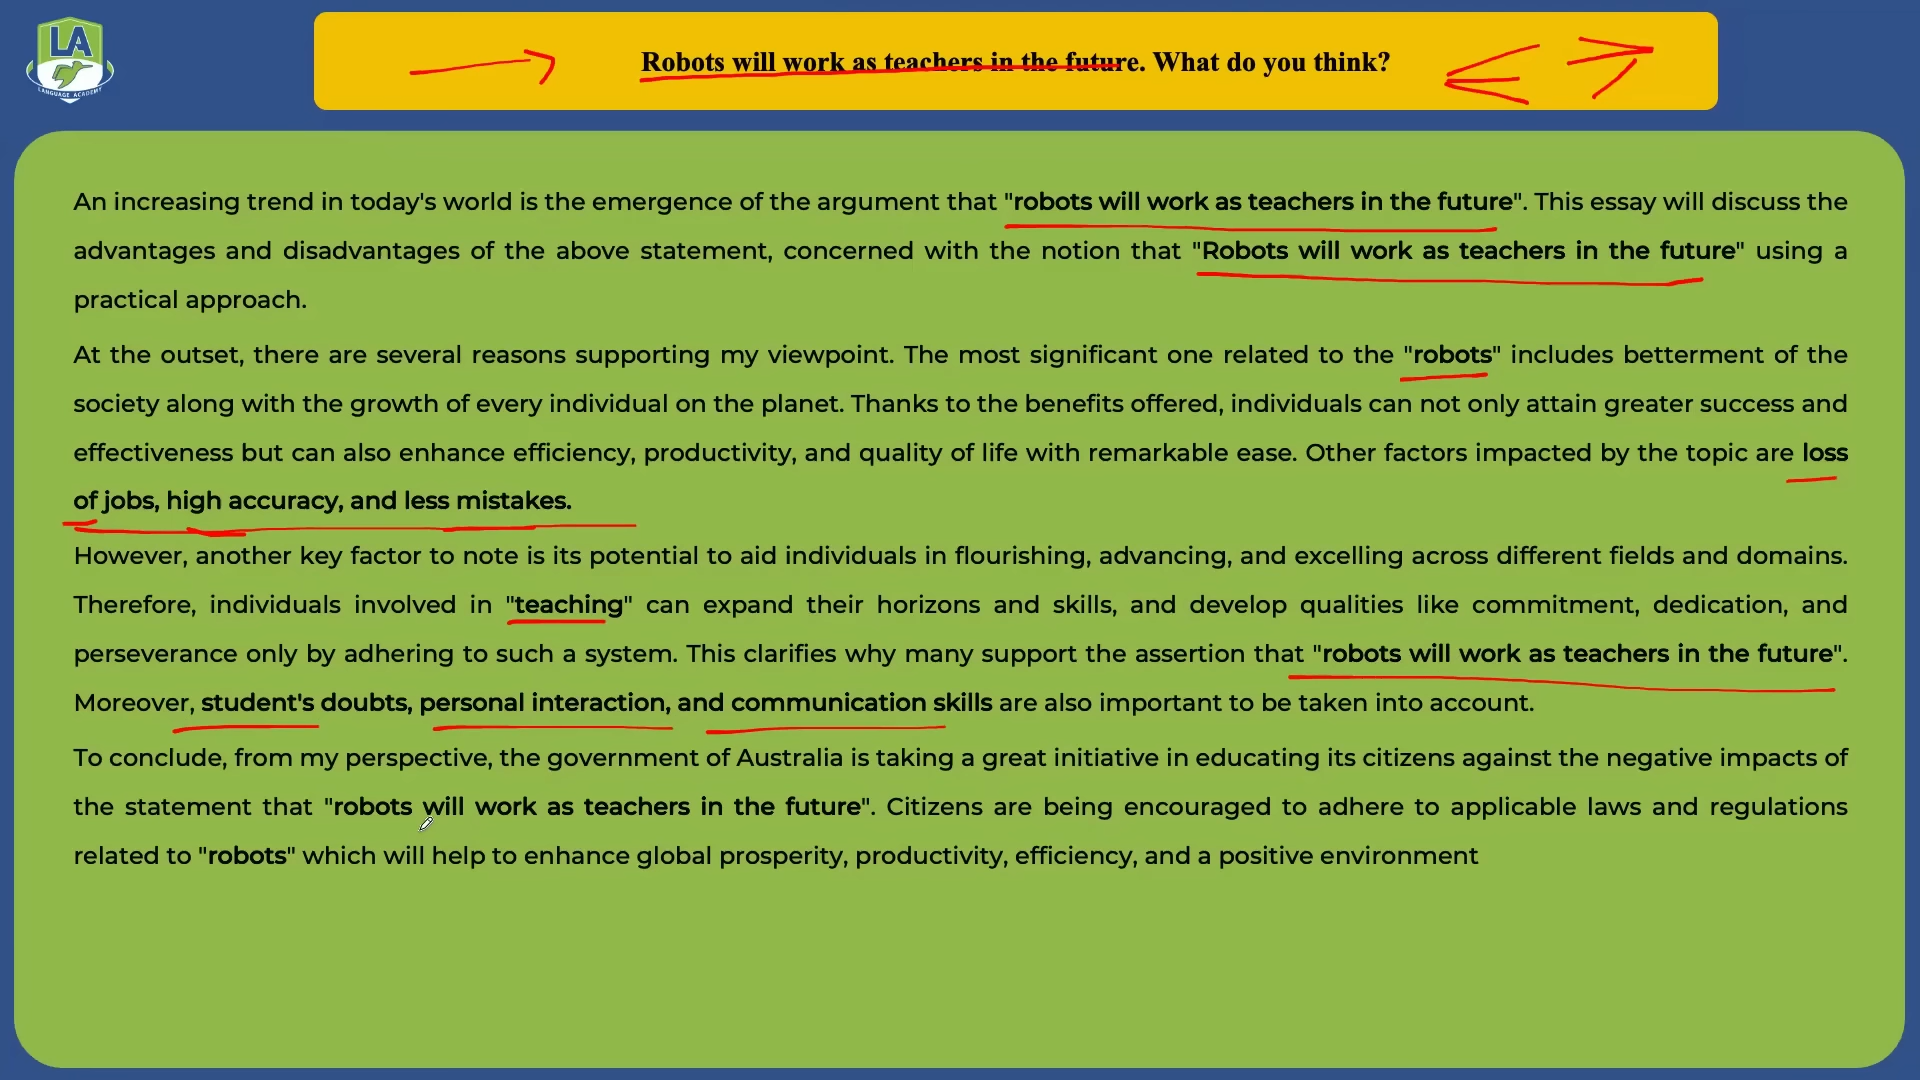 LA
LANGUAGE ACADEMY
Robots will work as teachers in the future. What do you think?
An increasing trend in today's world is the emergence of the argument that "robots will work as teachers in the future". This essay will discuss the
advantages and disadvantages of the above statement, concerned with the notion that "Robots will work as teachers in the future" using a
practical approach.
At the outset, there are several reasons supporting my viewpoint. The most significant one related to the "robots" includes betterment of the
society along with the growth of every individual on the planet. Thanks to the benefits offered, individuals can not only attain greater success and
effectiveness but can also enhance efficiency, productivity, and quality of life with remarkable ease. Other factors impacted by the topic are loss
of jobs, high accuracy, and less mistakes.
However, another key factor to note is its potential to aid individuals in flourishing, advancing, and excelling across different fields and domains.
Therefore, individuals involved in "teaching" can expand their horizons and skills, and develop qualities like commitment, dedication, and
perseverance only by adhering to such a system. This clarifies why many support the assertion that "robots will work as teachers in the future".
Moreover, student's doubts, personal interaction, and communication skills are also important to be taken into account.
To conclude, from my perspective, the government of Australia is taking a great initiative in educating its citizens against the negative impacts of
the statement that "robots will work as teachers in the future". Citizens are being encouraged to adhere to applicable laws and regulations
related to "robots" which will help to enhance global prosperity, productivity, efficiency, and a positive environment